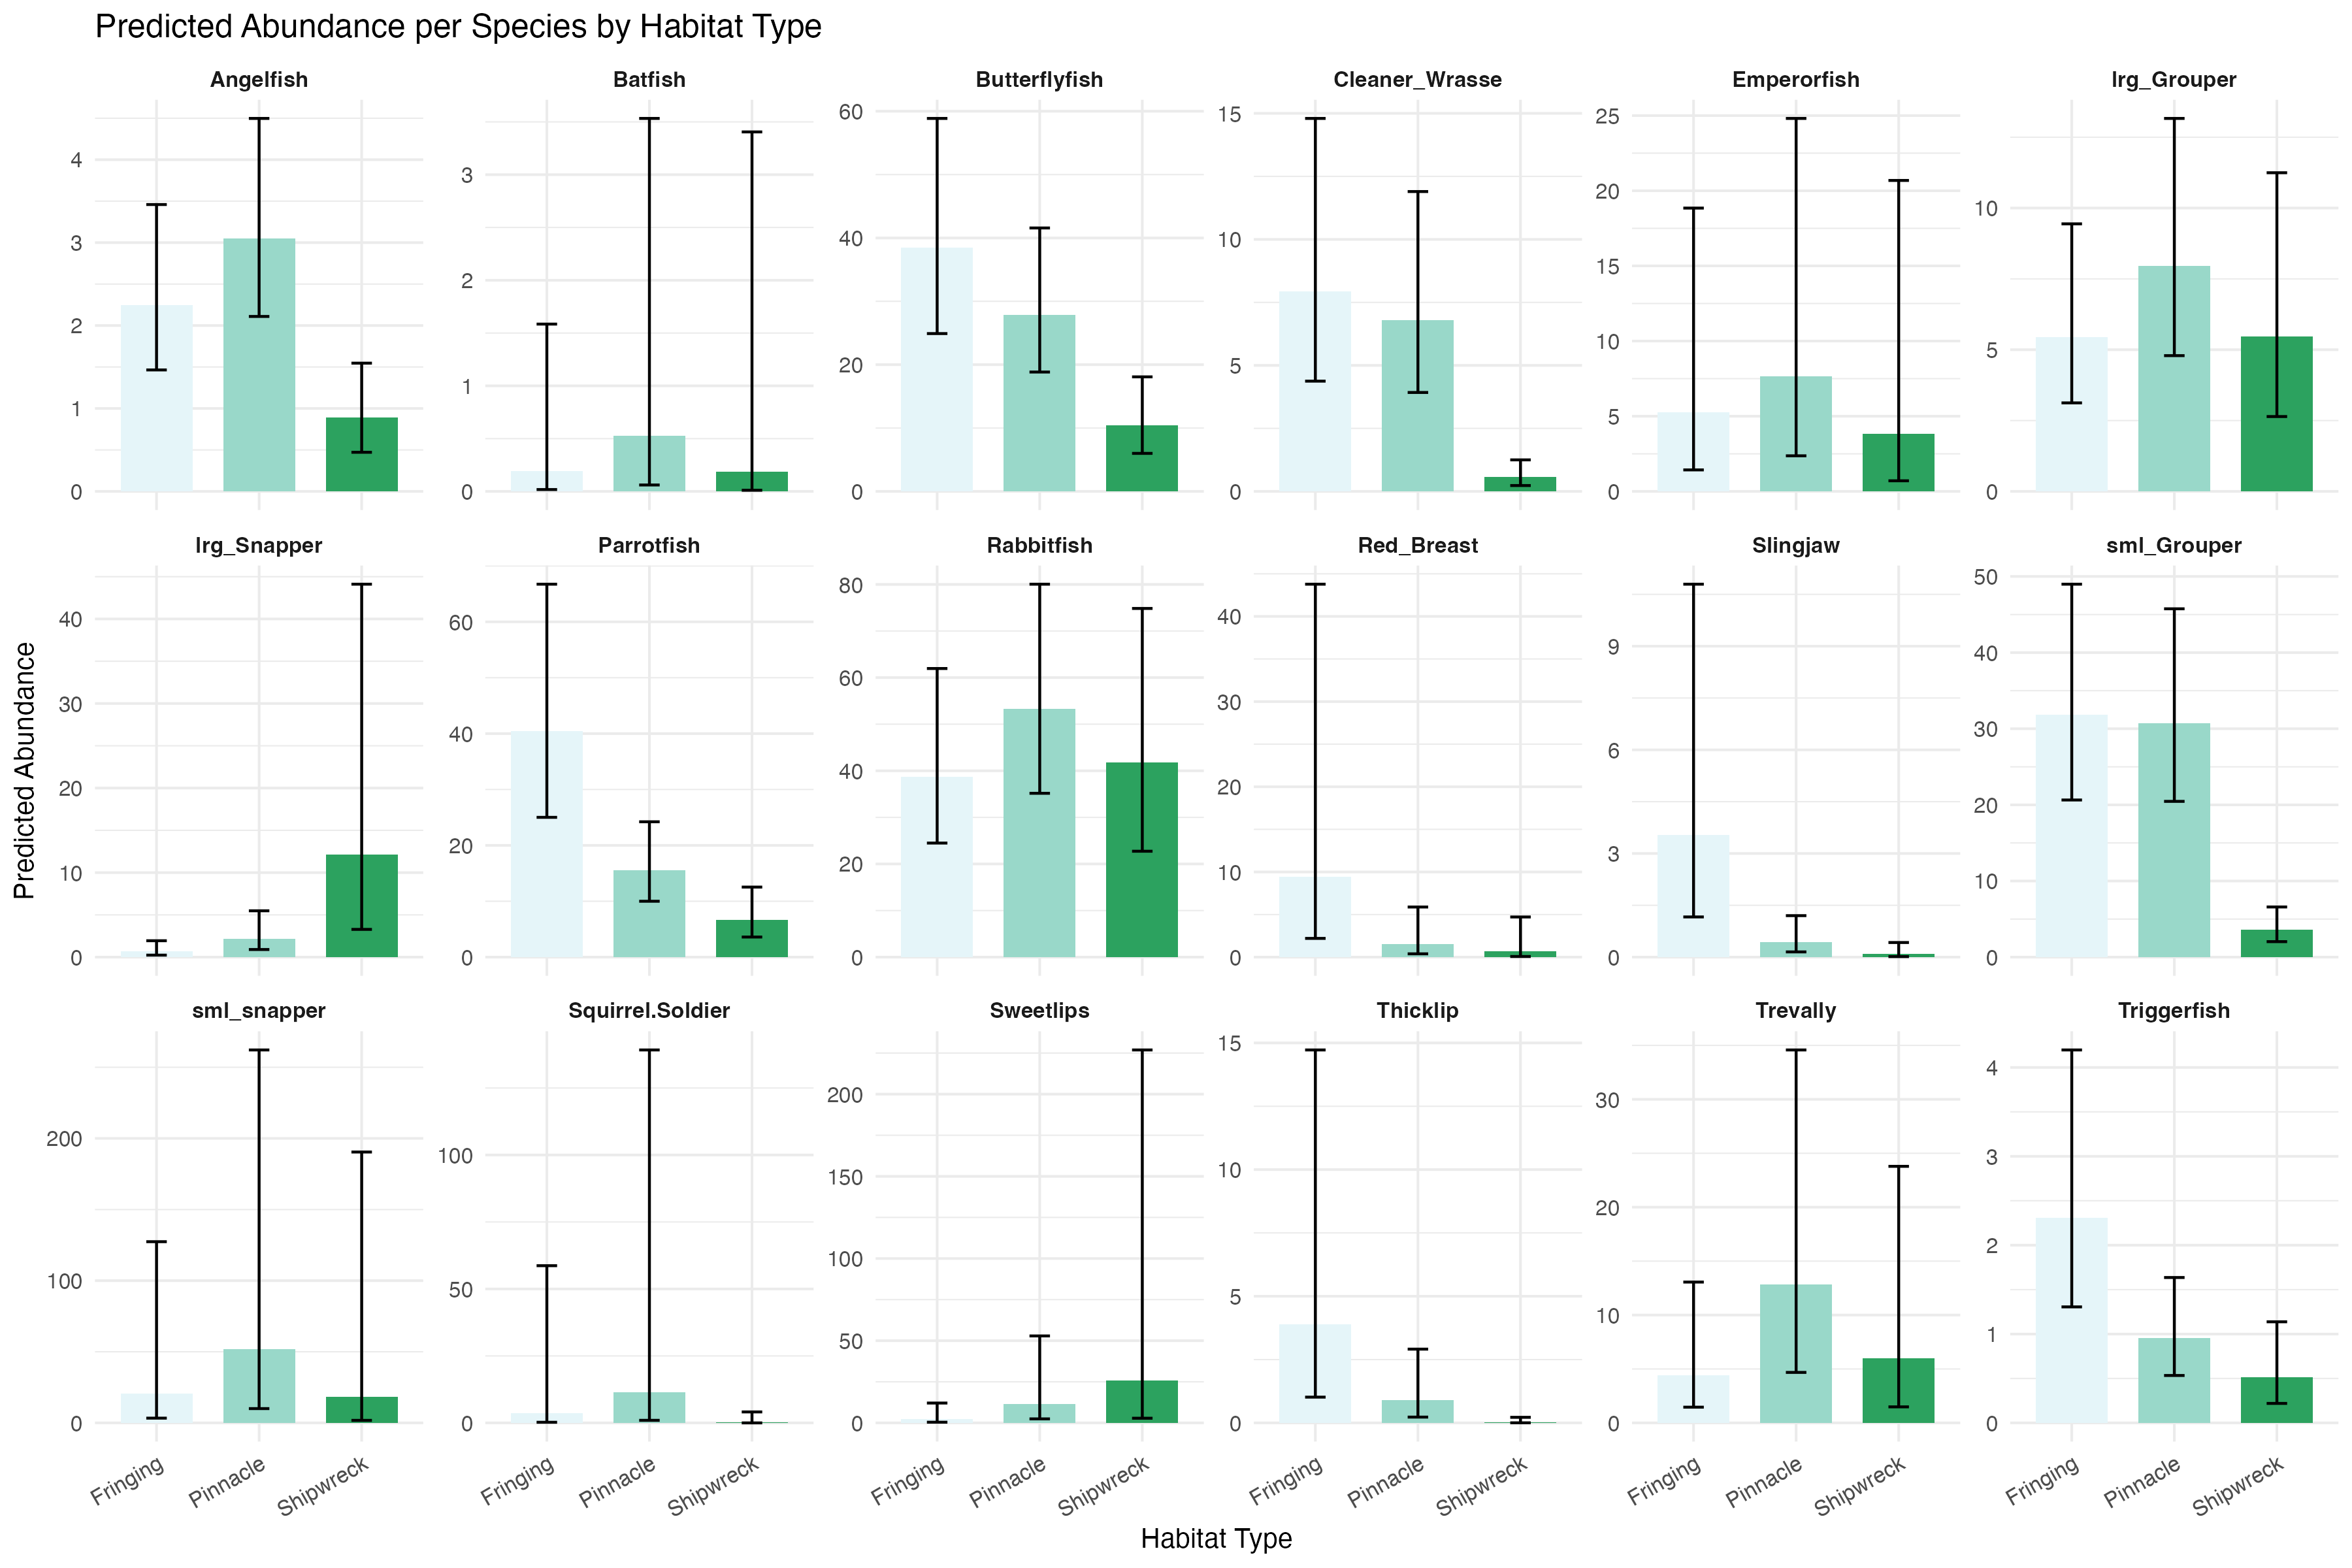 Predicted Abundance per Species by Habitat Type
Angelfish
Batfish
Butterflyfish
Cleaner_Wrasse
Emperorfish
lrg_Grouper
0 1 2 3 4
0 1 2 3
0 20 40 60
0 5 10 15
0 5 10 15 20 25
0 5 10
lrg_Snapper
Parrotfish
Rabbitfish
Red_Breast
Slingjaw
sml_Grouper
0 10 20 30 40
0 20 40 60
0 20 40 60 80
0 10 20 30 40
0 3 6 9
0 10 20 30 40 50
sml_snapper
Squirrel.Soldier
Sweetlips
Thicklip
Trevally
Triggerfish
0 100 200
0 50 100
0 50 100 150 200
0 5 10 15
0 10 20 30
0 1 2 3 4
Fringing Pinnacle Shipwreck
Fringing Pinnacle Shipwreck
Fringing Pinnacle Shipwreck
Fringing Pinnacle Shipwreck
Fringing Pinnacle Shipwreck
Fringing Pinnacle Shipwreck
Predicted Abundance
Habitat Type